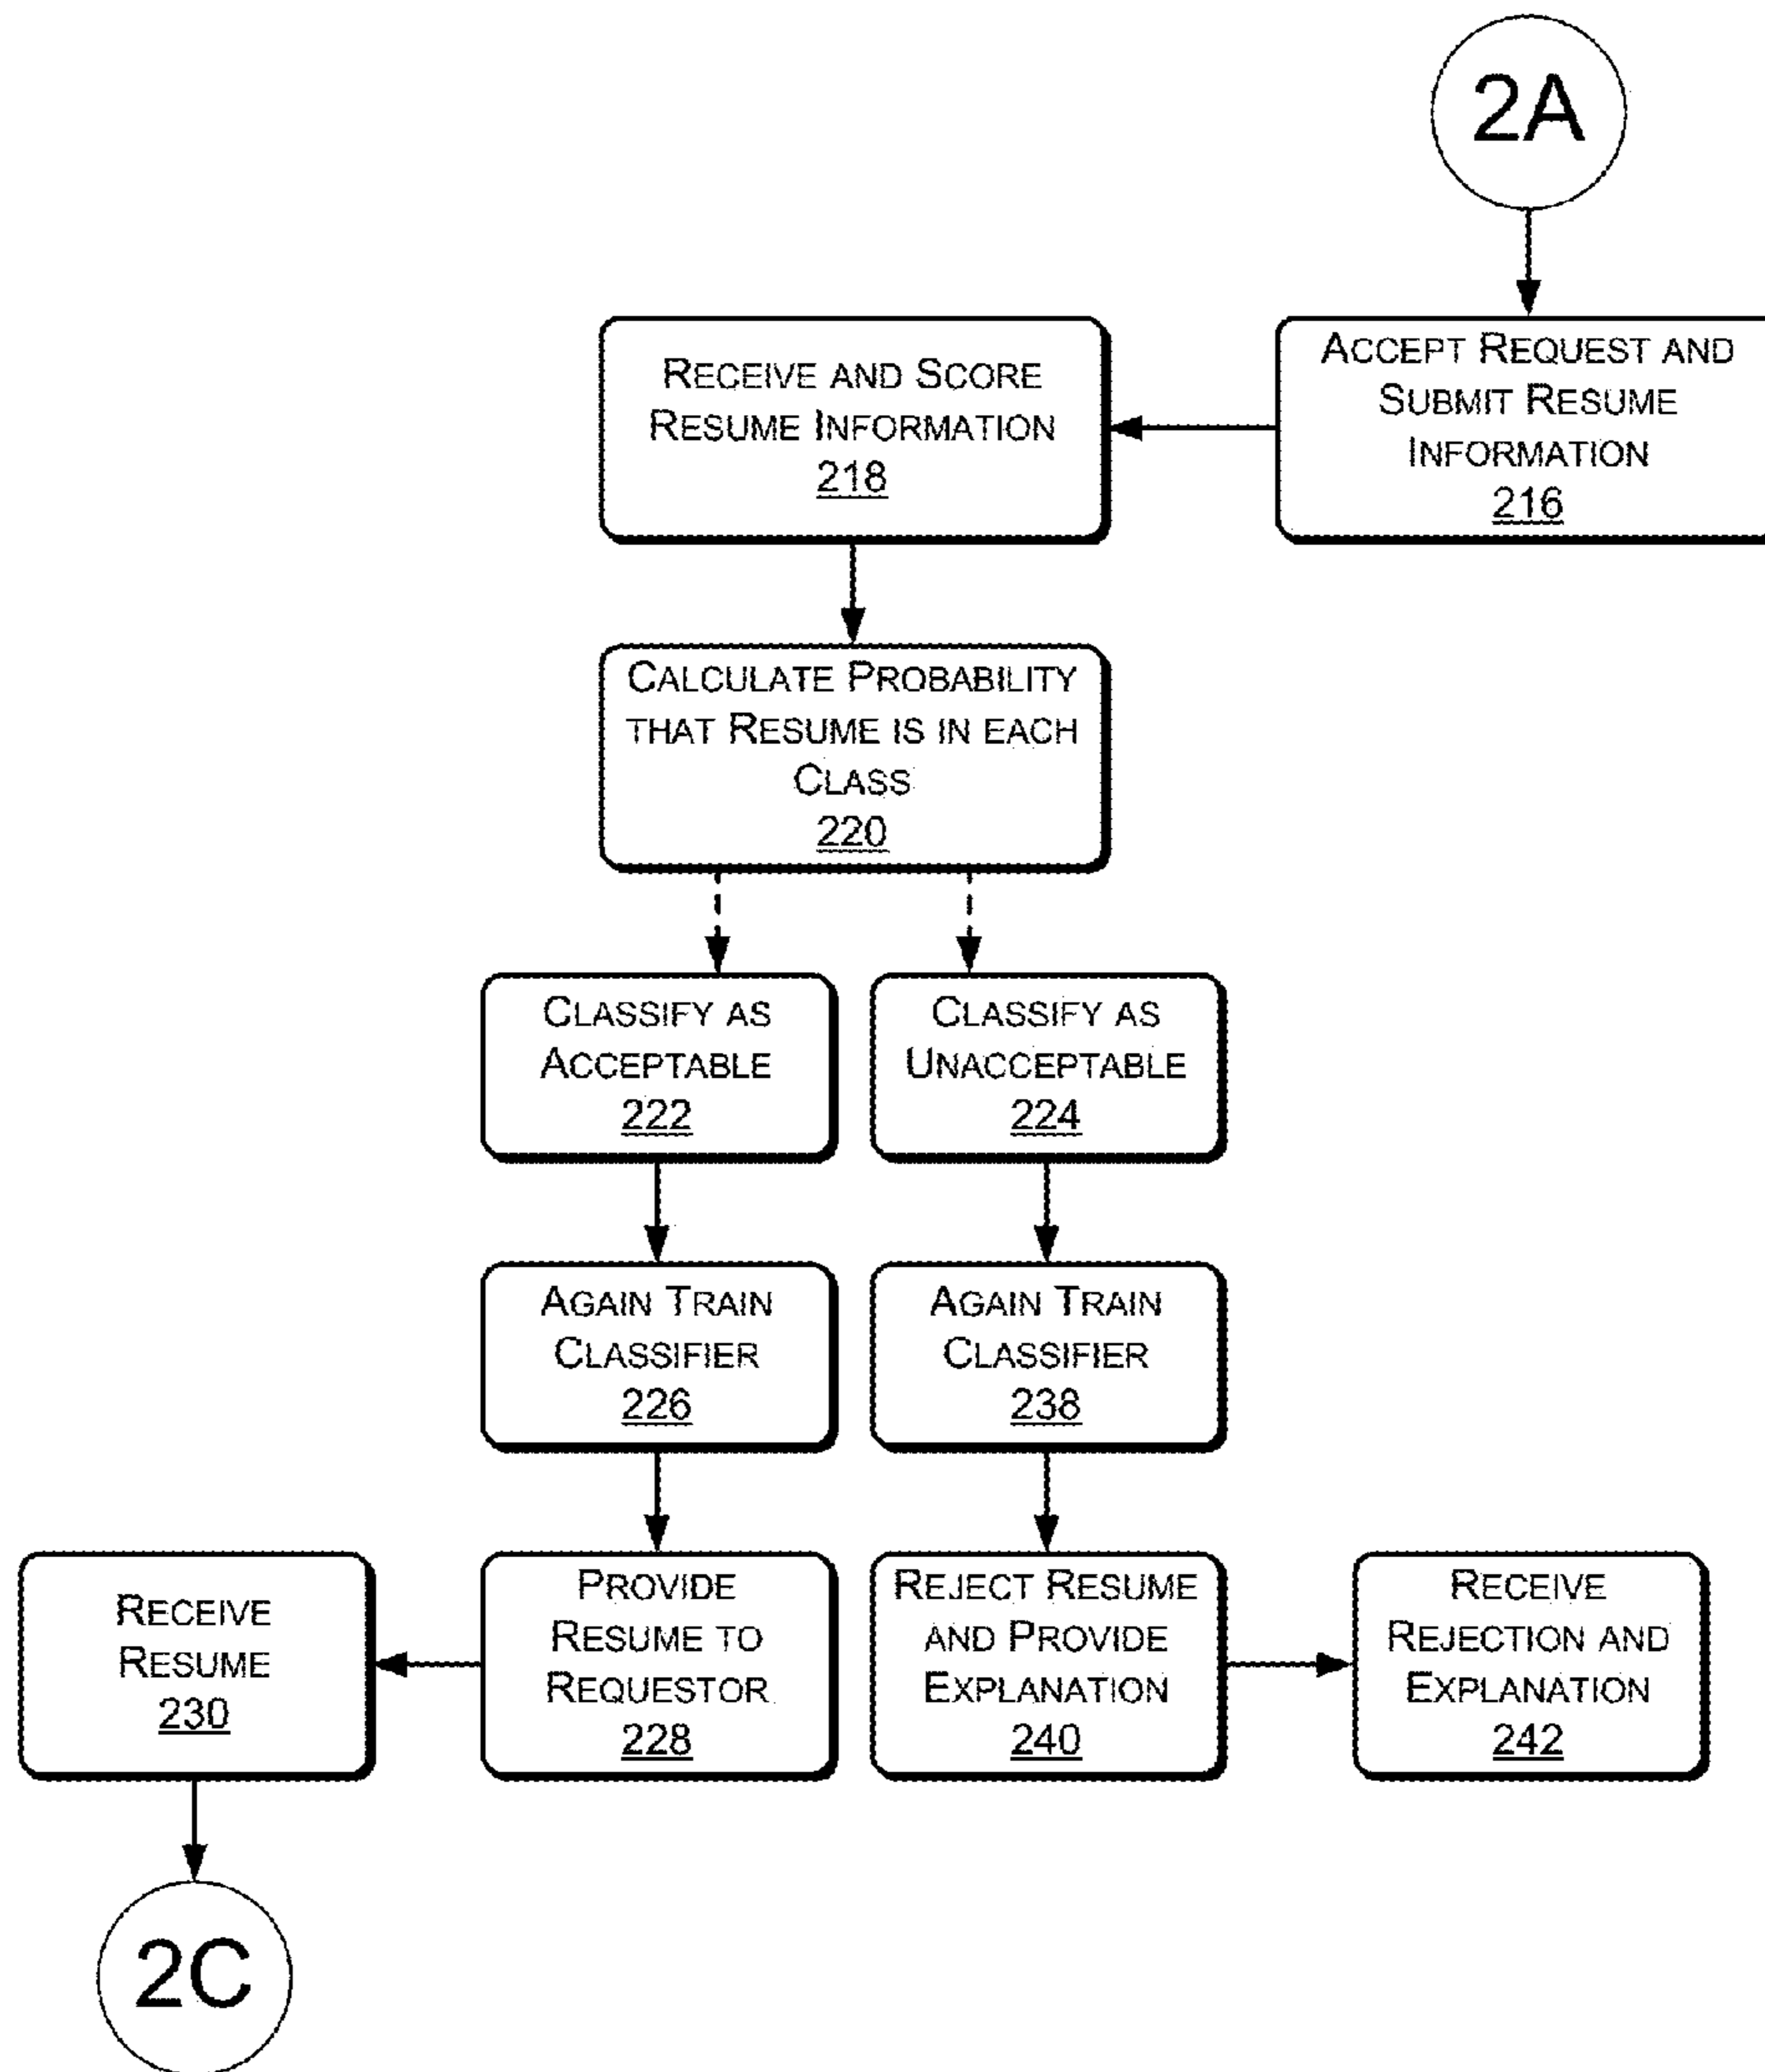 2A
RECEIVE AND SCORE
RESUME INFORMATION
218
ACCEPT REQUEST AND
SUBMIT RESUME
INFORMATION
216
CALCULATE PROBABILITY
THAT RESUME IS IN EACH
CLASS
220
CLASSIFY AS
ACCEPTABLE
222
CLASSIFY AS
UNACCEPTABLE
224
AGAIN TRAIN
CLASSIFIER
226
AGAIN TRAIN
CLASSIFIER
238
RECEIVE
RESUME
230
PROVIDE
RESUME TO
REQUESTOR
228
REJECT RESUME
AND PROVIDE
EXPLANATION
240
RECEIVE
REJECTION AND
EXPLANATION
242
2C